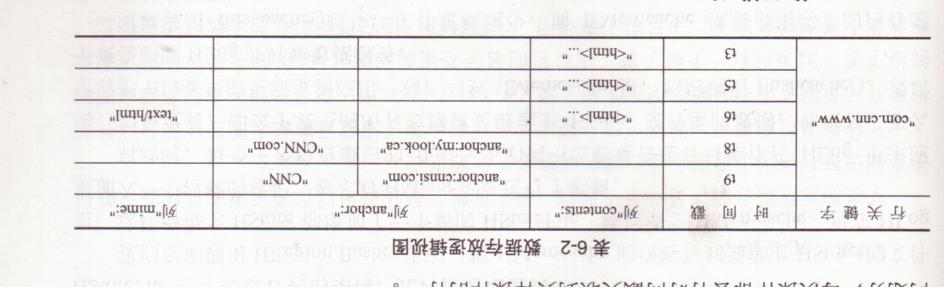 表 6-2 数据存放逻辑视图
行 关 键 字 时 间 戳 列"contents:" 列"anchor:" 列"mime:"
t9 "anchor:cnnsi.com" "CNN"
t8 "anchor:my.look.ca" "CNN.com"
"com.cnn.www" t6 "<html>..." "text/html"
t5 "<html>..."
t3 "<html>..."